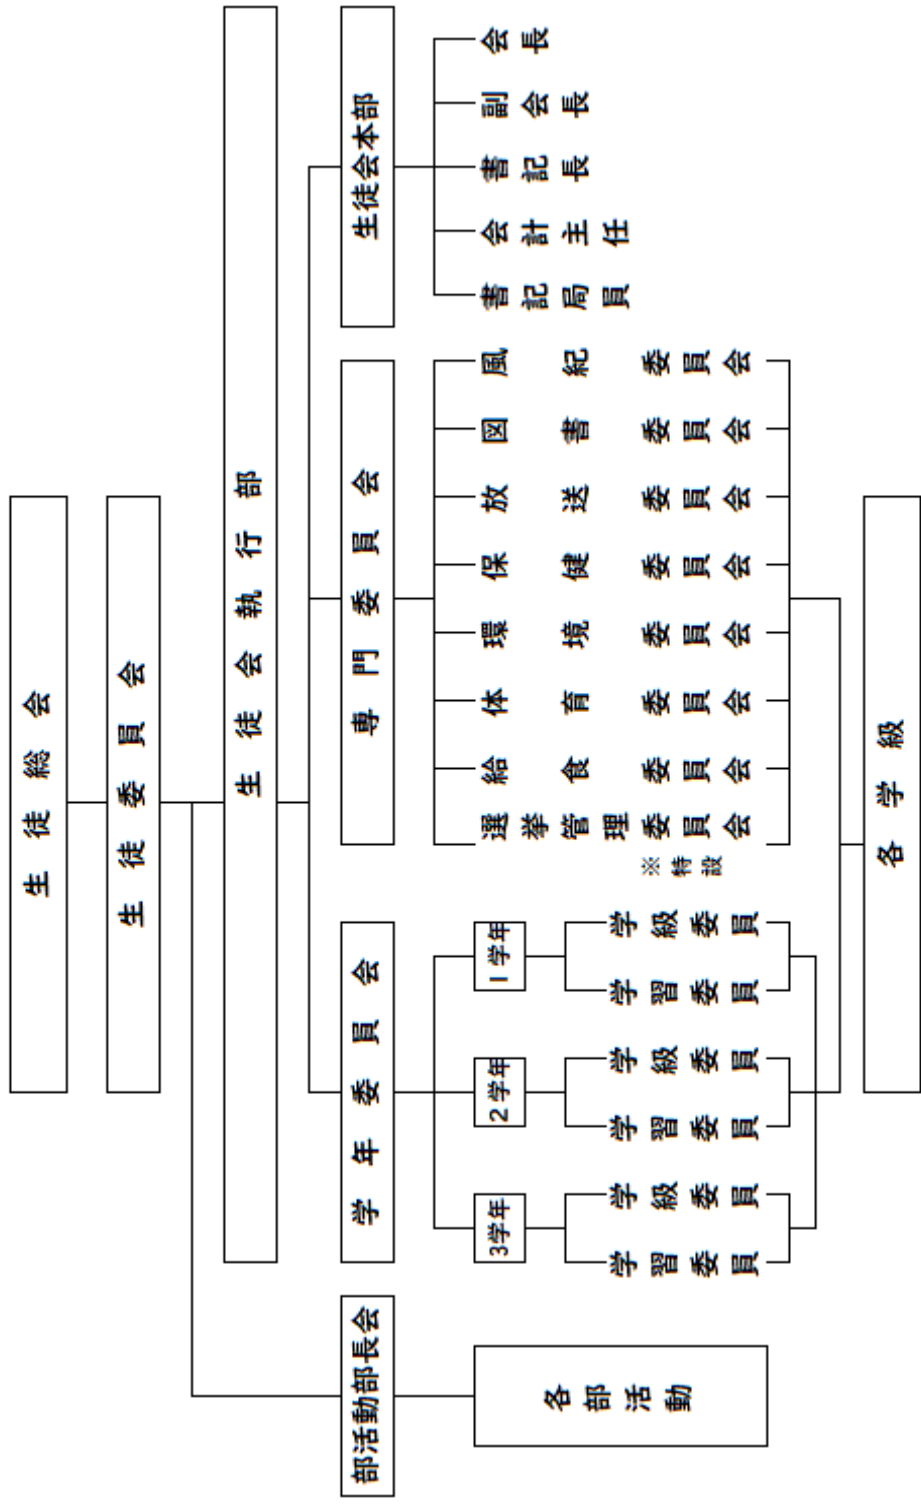 生徒総会
生徒委員会
生徒会執行部
生徒会本部
専門委員会
学年委員会
部活動部長会
会長
副会長
書記長
会計主任
書記局員
風紀委員会
図書委員会
放送委員会
保健委員会
環境委員会
体育委員会
給食委員会
選挙管理委員会
※特設
1学年
2学年
3学年
学級委員
学習委員
学級委員
学習委員
学級委員
学習委員
各部活動
各学級